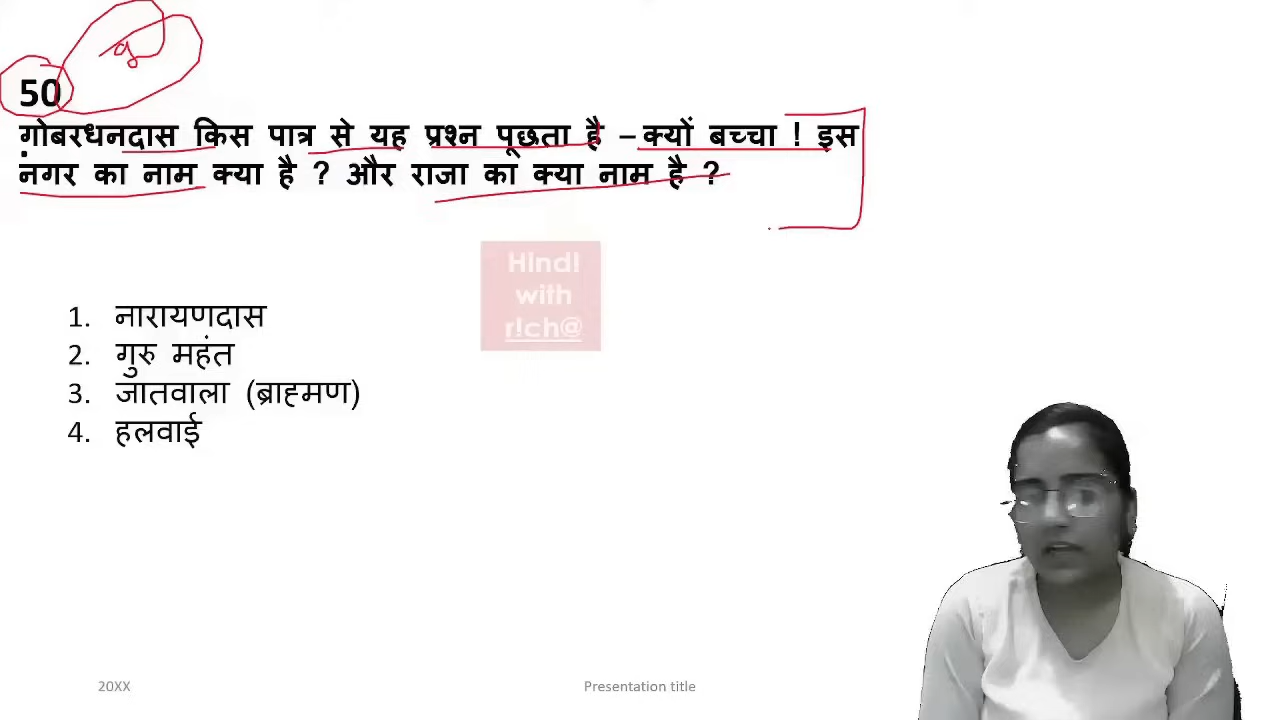 50
गोबरधनदास किस पात्र से यह प्रश्न पूछता है – क्यों बच्चा ! इस
नगर का नाम क्या है ? और राजा का क्या नाम है ?
Hindi
with
r!ch@
1. नारायणदास
2. गुरु महंत
3. जातवाला (ब्राह्मण)
4. हलवाई
20XX
Presentation title